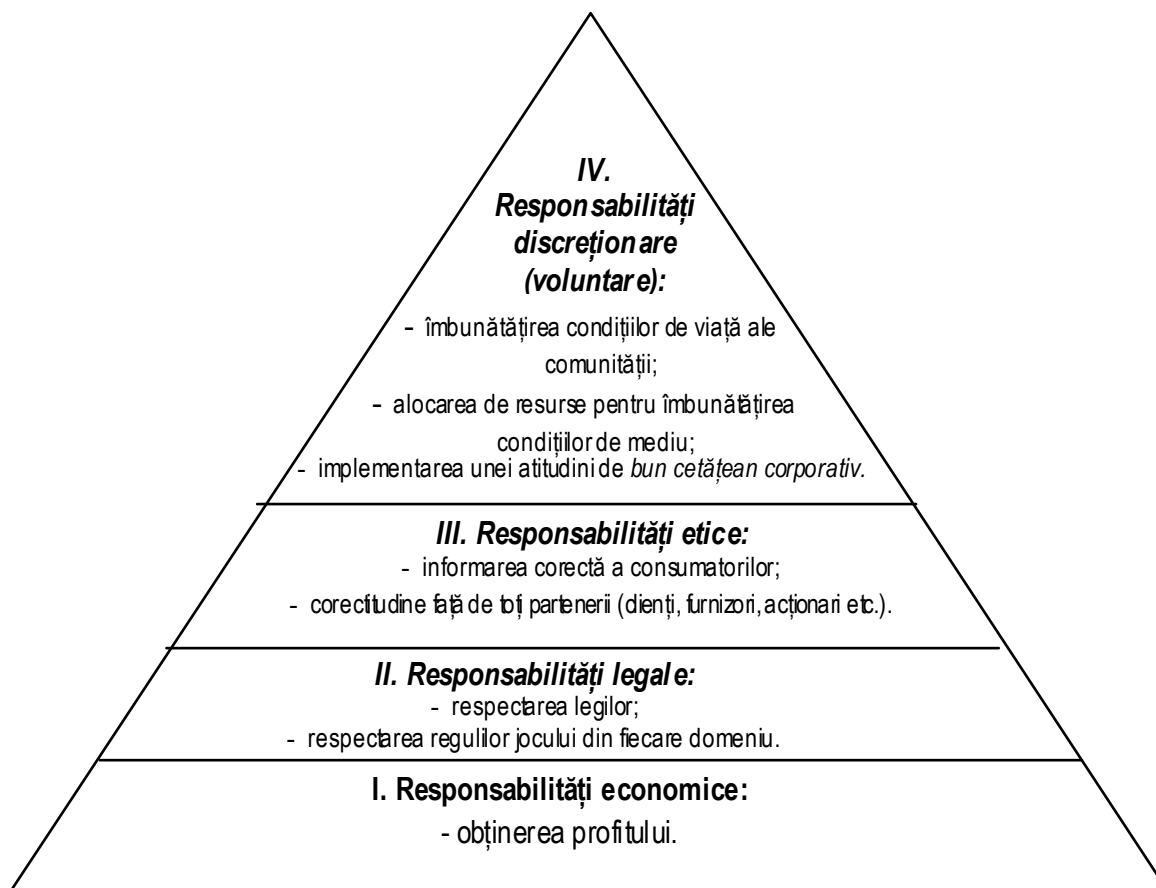 IV.
Responsabilități
discreționare
(voluntare):
- îmbunătățirea condițiilor de viață ale
comunității;
- alocarea de resurse pentru îmbunătățirea
condițiilor de mediu;
- implementarea unei atitudini de bun cetățean corporativ.
III. Responsabilități etice:
- informarea corectă a consumatorilor;
- corectitudine față de toți partenerii (clienți, furnizori, acționari etc.).
II. Responsabilități legale:
- respectarea legilor;
- respectarea regulilor jocului din fiecare domeniu.
I. Responsabilități economice:
- obținerea profitului.